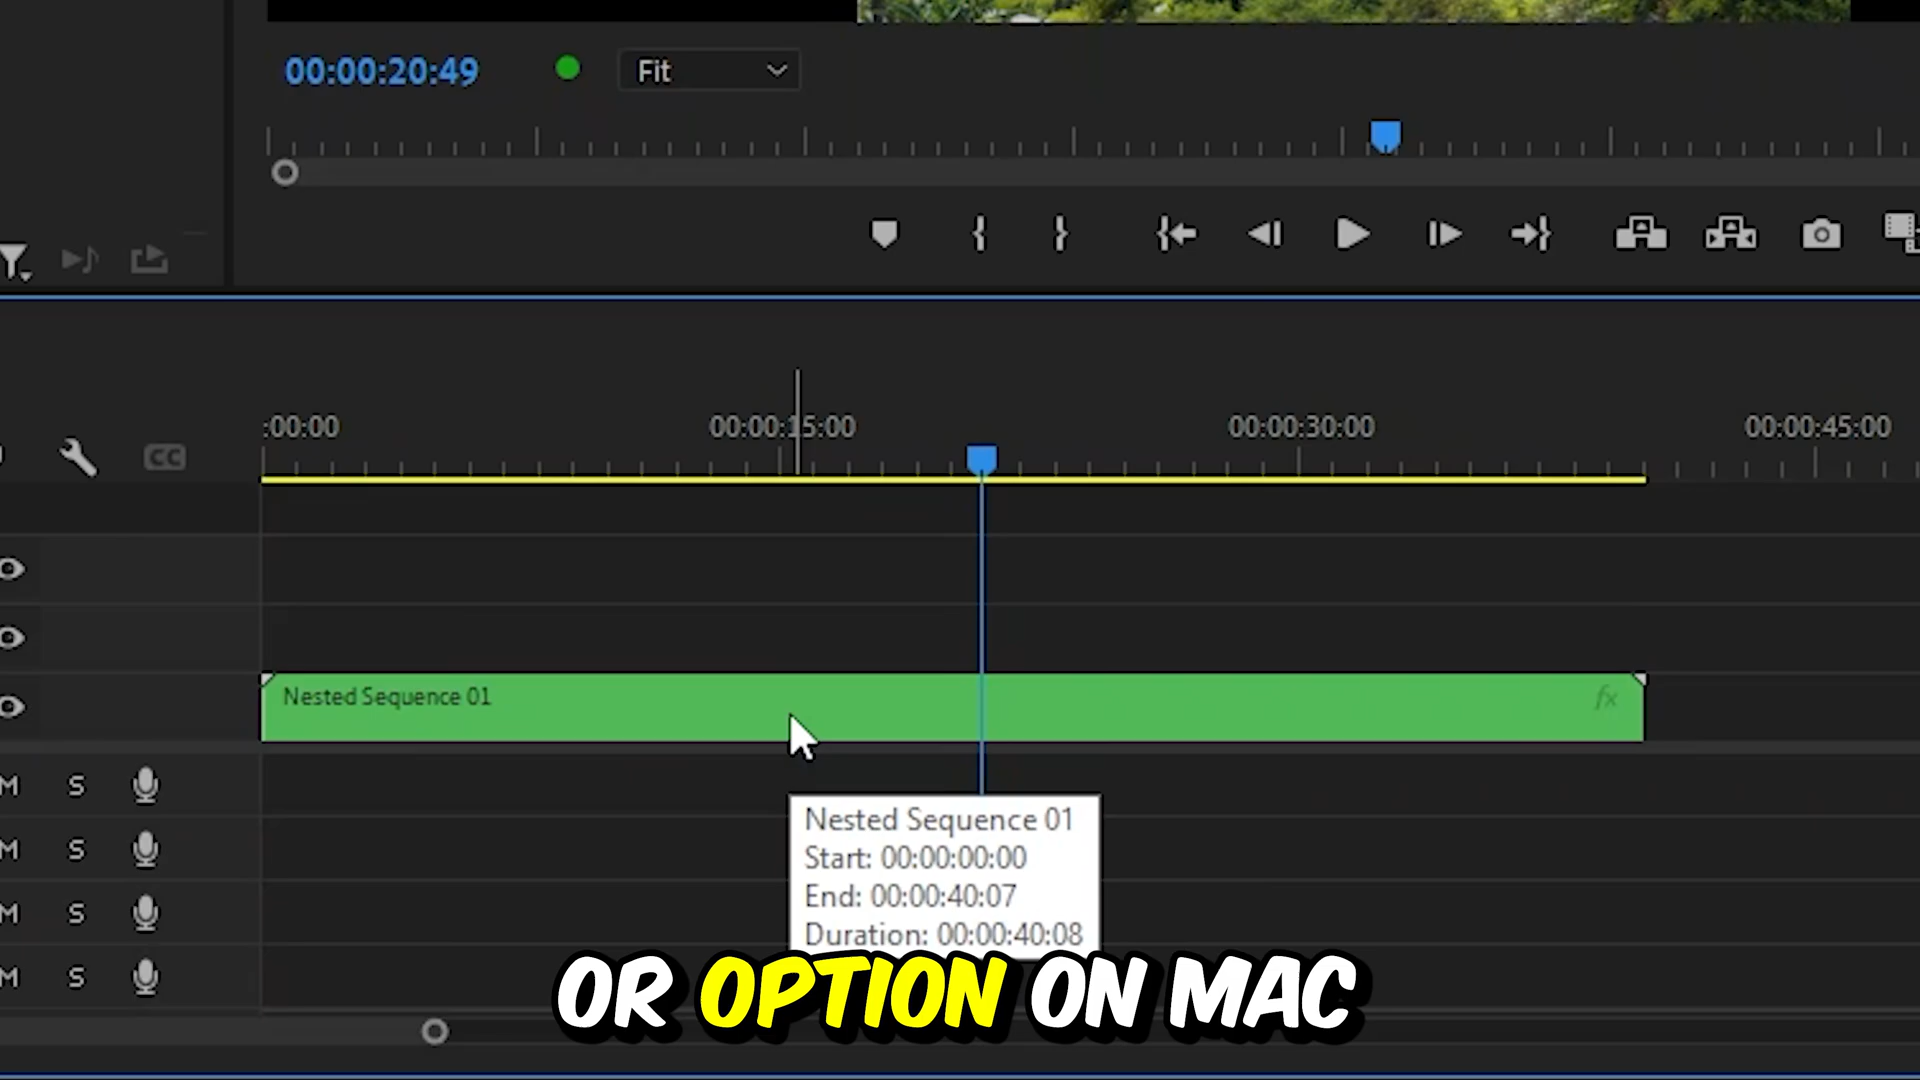 00:00:20:49
Fit
:00:00
00:00:15:00
00:00:30:00
00:00:45:00
CC
Nested Sequence 01
fx
M S
M S
M S
M S
Nested Sequence 01
Start: 00:00:00:00
End: 00:00:40:07
Duration: 00:00:40:08
OR OPTION ON MAC